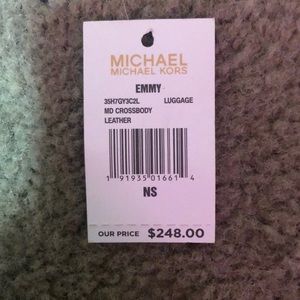 MICHAEL
MICHAEL KORS
EMMY
35H7GY3C2L LUGGAGE
MD CROSSBODY
LEATHER
1 91935 01661 4
NS
OUR PRICE $248.00